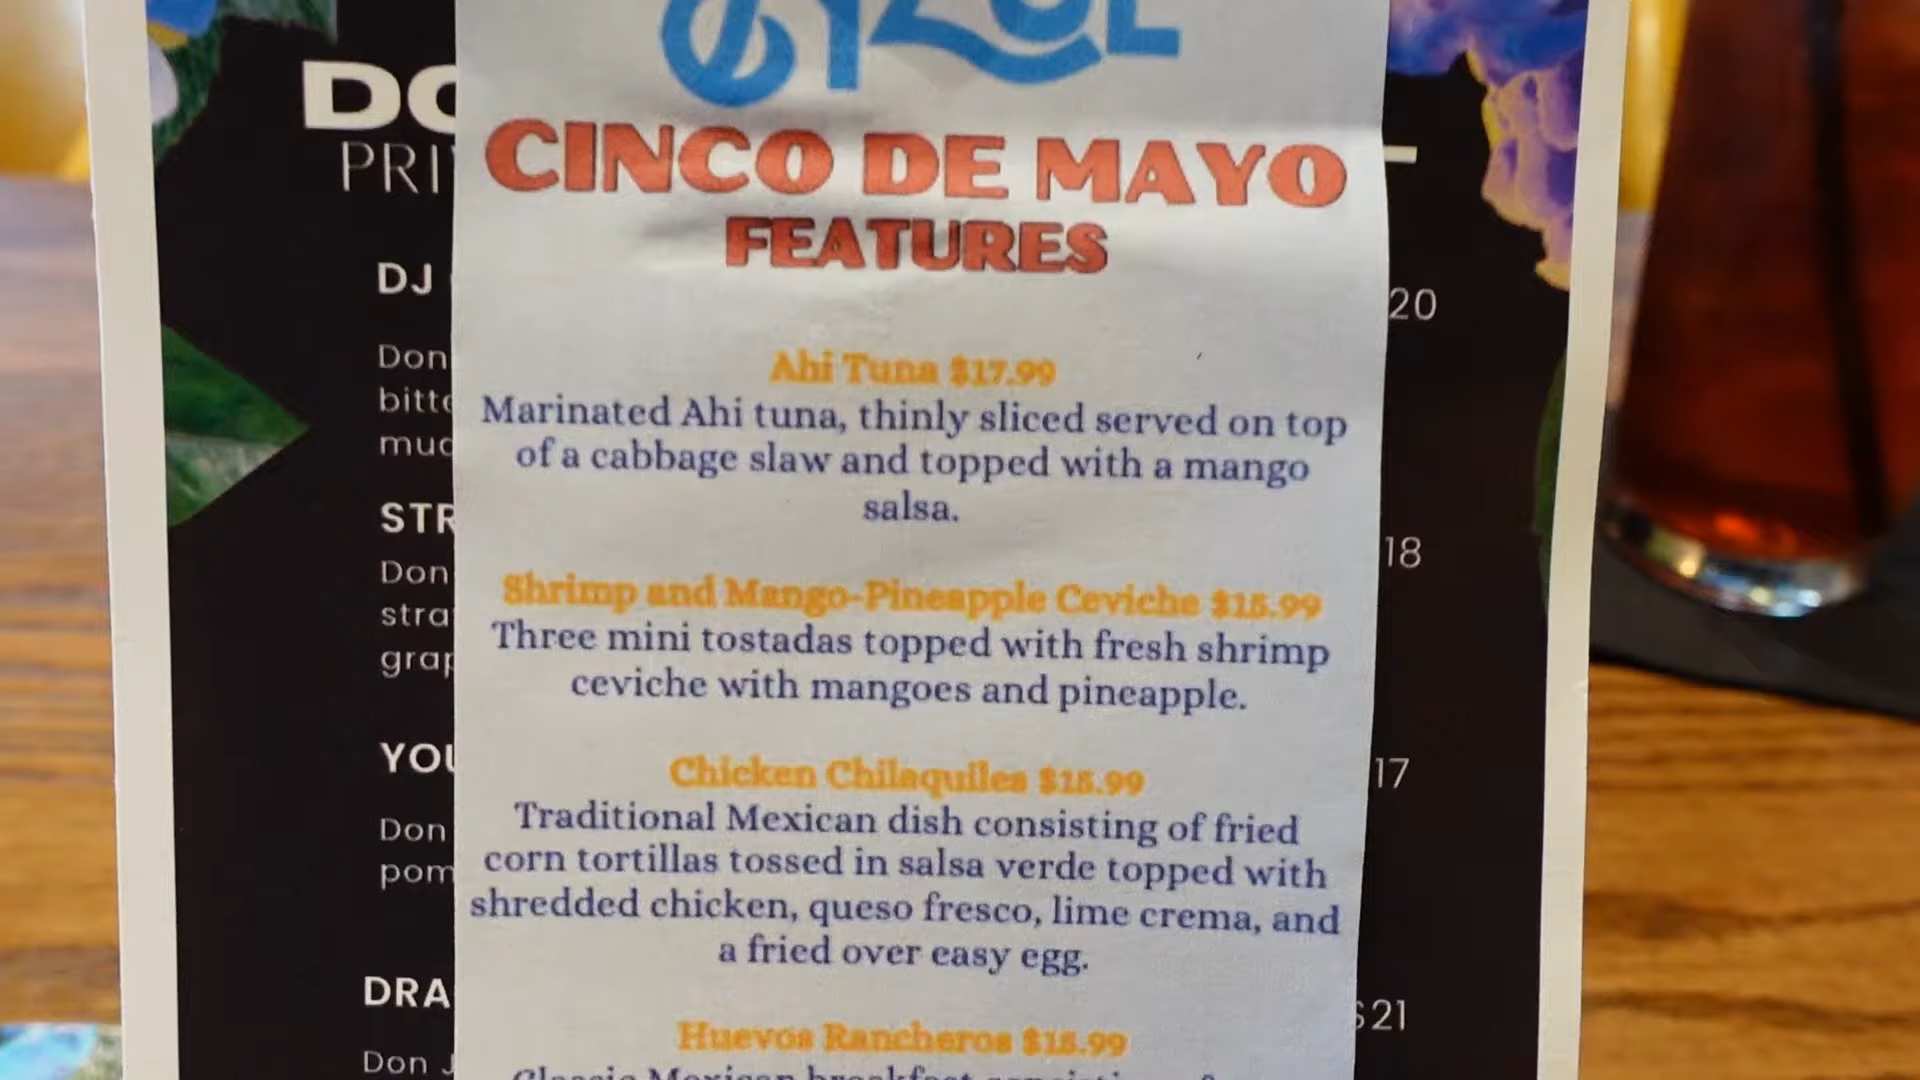 AZUL
CINCO DE MAYO
FEATURES
Ahi Tuna $17.99
Marinated Ahi tuna, thinly sliced served on top
of a cabbage slaw and topped with a mango
salsa.
Shrimp and Mango-Pineapple Ceviche $15.99
Three mini tostadas topped with fresh shrimp
ceviche with mangoes and pineapple.
Chicken Chilaquiles $15.99
Traditional Mexican dish consisting of fried
corn tortillas tossed in salsa verde topped with
shredded chicken, queso fresco, lime crema, and
a fried over easy egg.
Huevos Rancheros $15.99
Classic Mexican breakfast
DO
PRI
DJ
20
Don
bitte
mud
STR
18
Don
stra
grap
YOU
17
Don
pom
DRA
$21
Don J